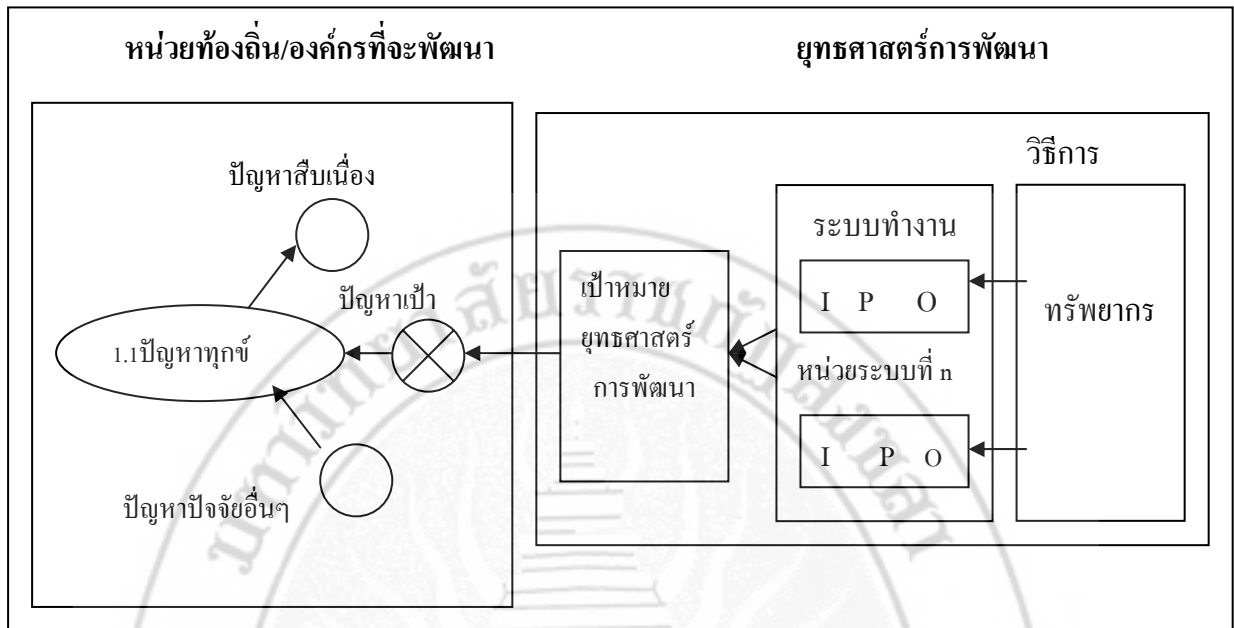 หน่วยท้องถิ่น/องค์กรที่จะพัฒนา
ยุทธศาสตร์การพัฒนา
ปัญหาสืบเนื่อง
ปัญหาเป้า
1.1ปัญหาทุกข์
ปัญหาปัจจัยอื่นๆ
เป้าหมาย
ยุทธศาสตร์
การพัฒนา
วิธีการ
ระบบทำงาน
I P O
หน่วยระบบที่ n
I P O
ทรัพยากร